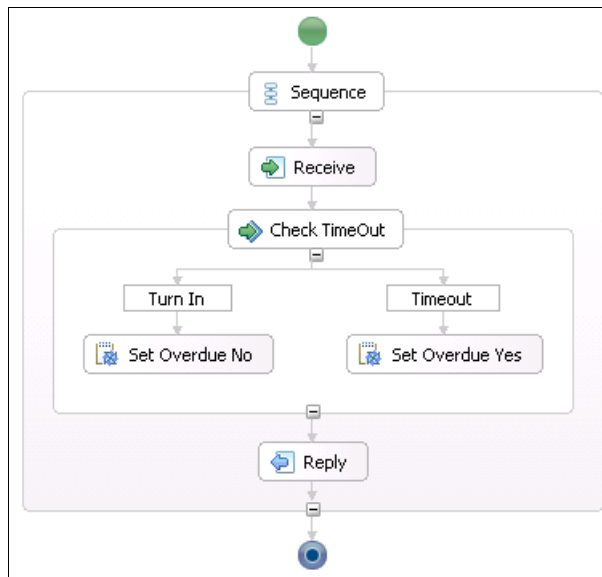 Sequence
Receive
Check TimeOut
Turn In
Timeout
Set Overdue No
Set Overdue Yes
Reply